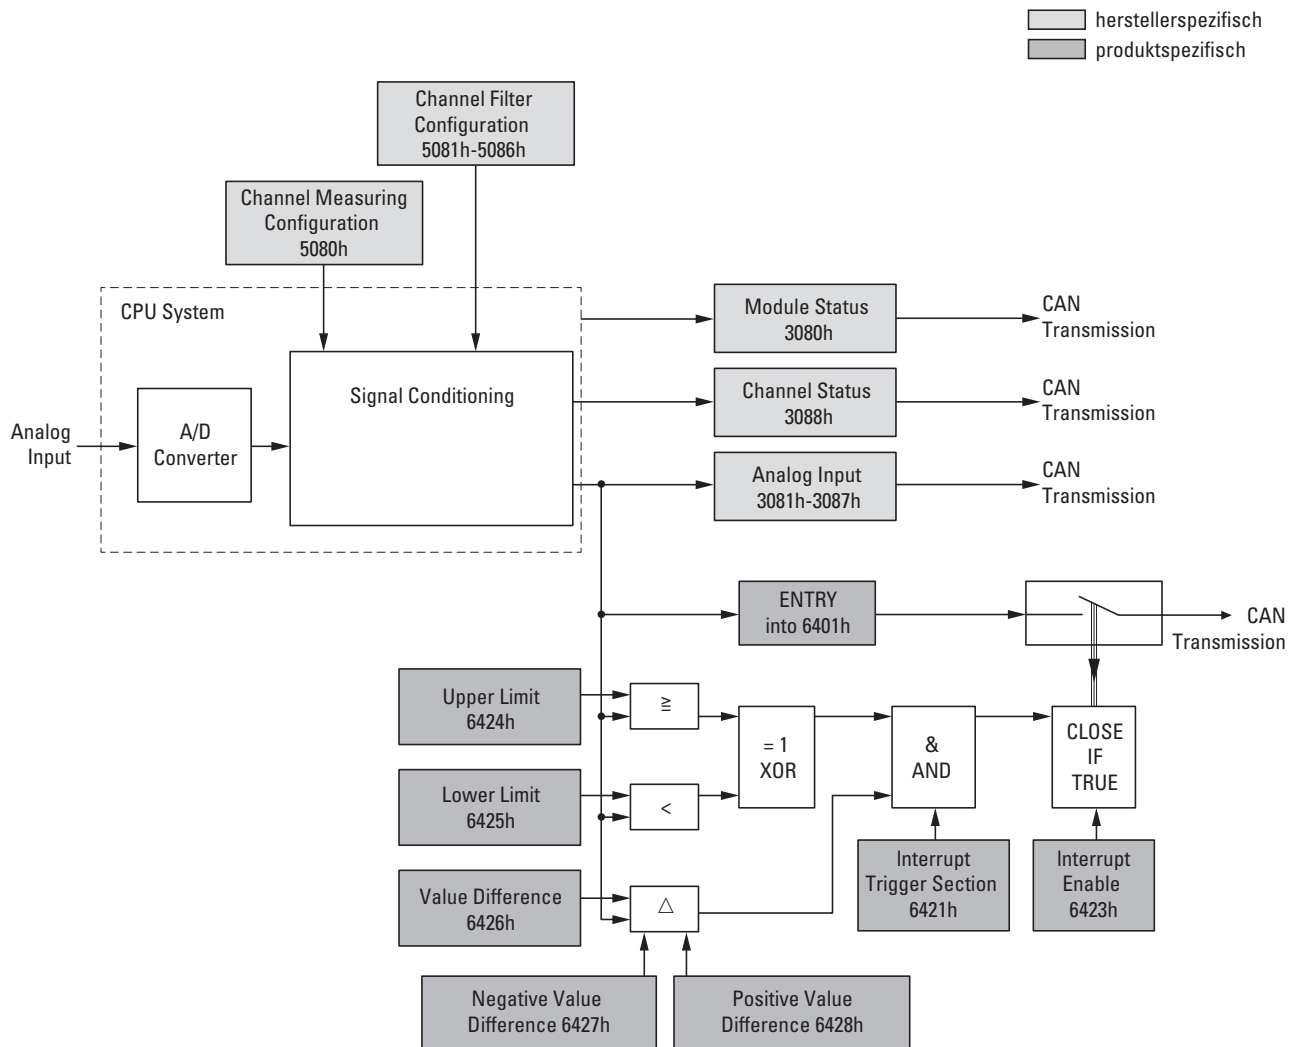 herstellerspezifisch
produktspezifisch
Channel Filter
Configuration
5081h-5086h
Channel Measuring
Configuration
5080h
CPU System
Signal Conditioning
Analog
Input
A/D
Converter
Module Status
3080h
CAN
Transmission
Channel Status
3088h
CAN
Transmission
Analog Input
3081h-3087h
CAN
Transmission
ENTRY
into 6401h
CAN
Transmission
Upper Limit
6424h
≧
Lower Limit
6425h
<
= 1
XOR
&
AND
CLOSE
IF
TRUE
Value Difference
6426h
△
Interrupt
Trigger Section
6421h
Interrupt
Enable
6423h
Negative Value
Difference 6427h
Positive Value
Difference 6428h